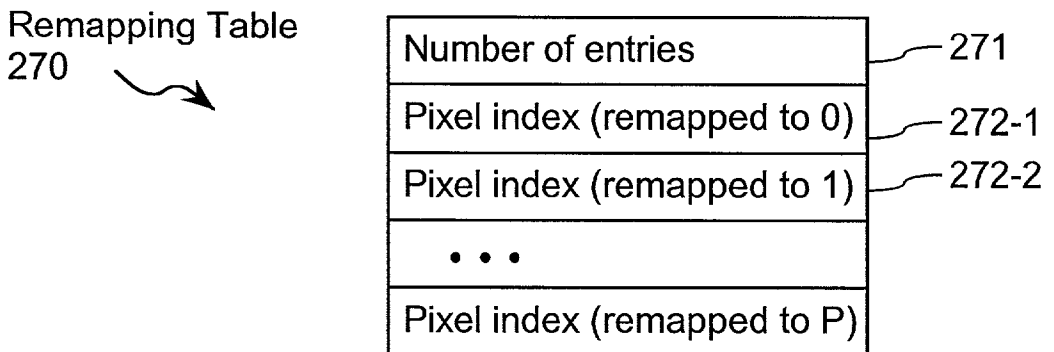 Remapping Table
270
Number of entries
271
Pixel index (remapped to 0)
272-1
Pixel index (remapped to 1)
272-2
• • •
Pixel index (remapped to P)